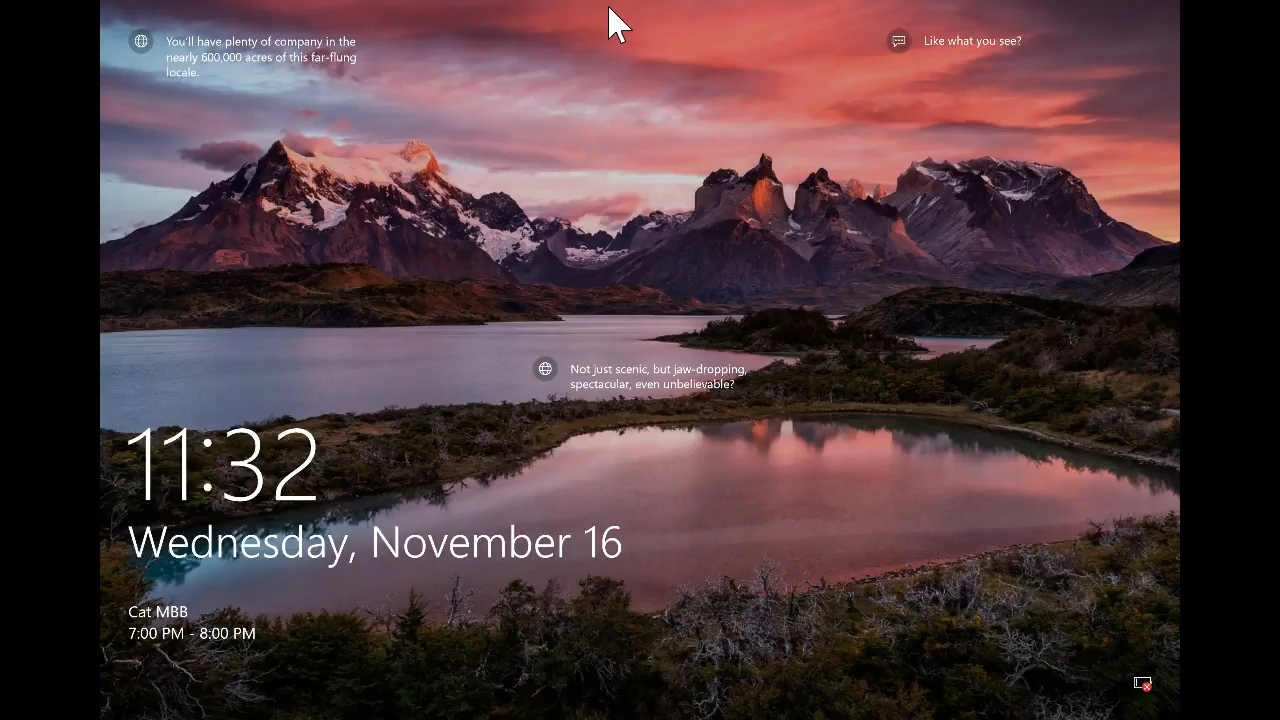 You'll have plenty of company in the
nearly 600,000 acres of this far-flung
locale.
Like what you see?
Not just scenic, but jaw-dropping,
spectacular, even unbelievable?
11:32
Wednesday, November 16
Cat MBB
7:00 PM - 8:00 PM